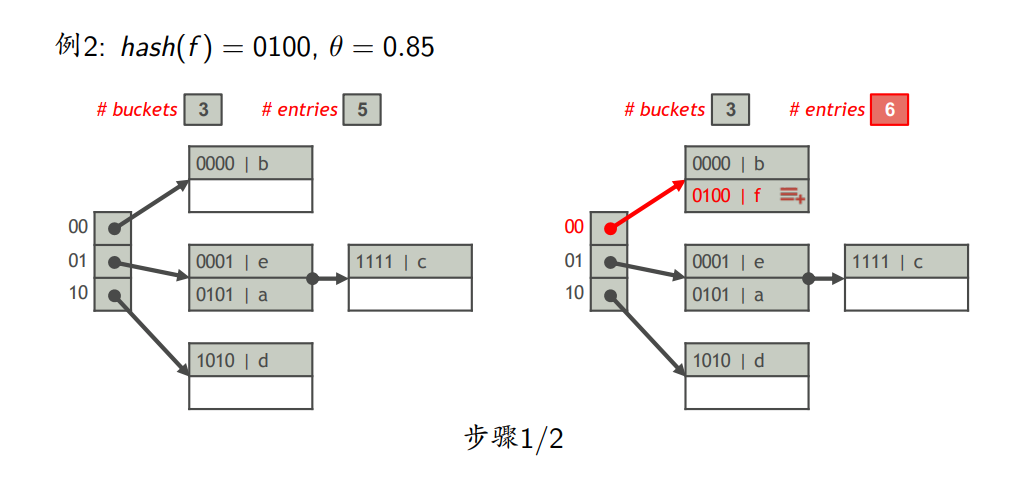 例2: hash(f) = 0100, θ = 0.85
# buckets 3 # entries 5
0000 | b
00
01
10
0001 | e
0101 | a
1111 | c
1010 | d
# buckets 3 # entries 6
0000 | b
0100 | f
00
01
10
0001 | e
0101 | a
1111 | c
1010 | d
步骤1/2